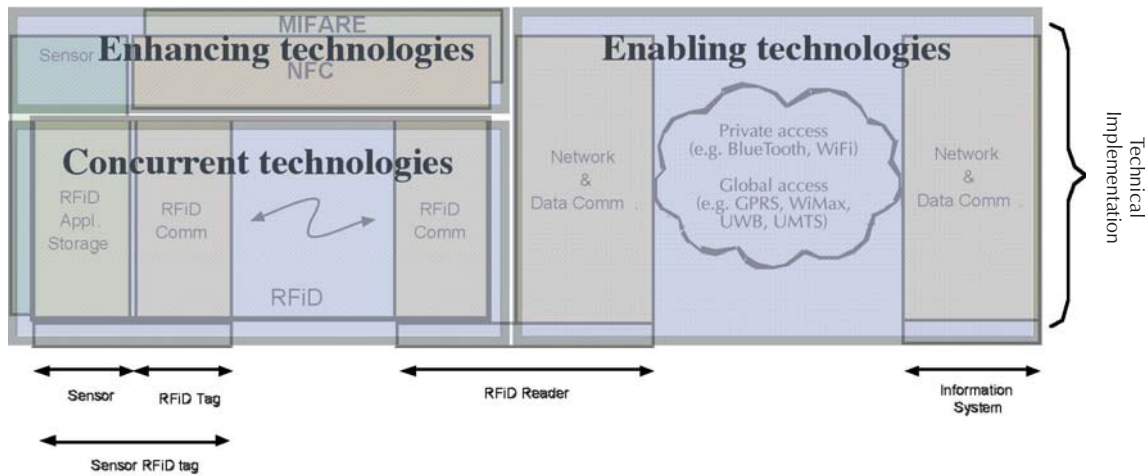 MIFARE
Enhancing technologies
Sensor
NFC
Enabling technologies
Concurrent technologies
RFiD
Appl.
Storage
RFiD
Comm
RFiD
Comm
RFiD
Network
&
Data Comm .
Private access
(e.g. BlueTooth, WiFi)
Global access
(e.g. GPRS, WiMax,
UWB, UMTS)
Network
&
Data Comm .
Technical
Implementation
Sensor
RFiD Tag
Sensor RFiD tag
RFiD Reader
Information
System